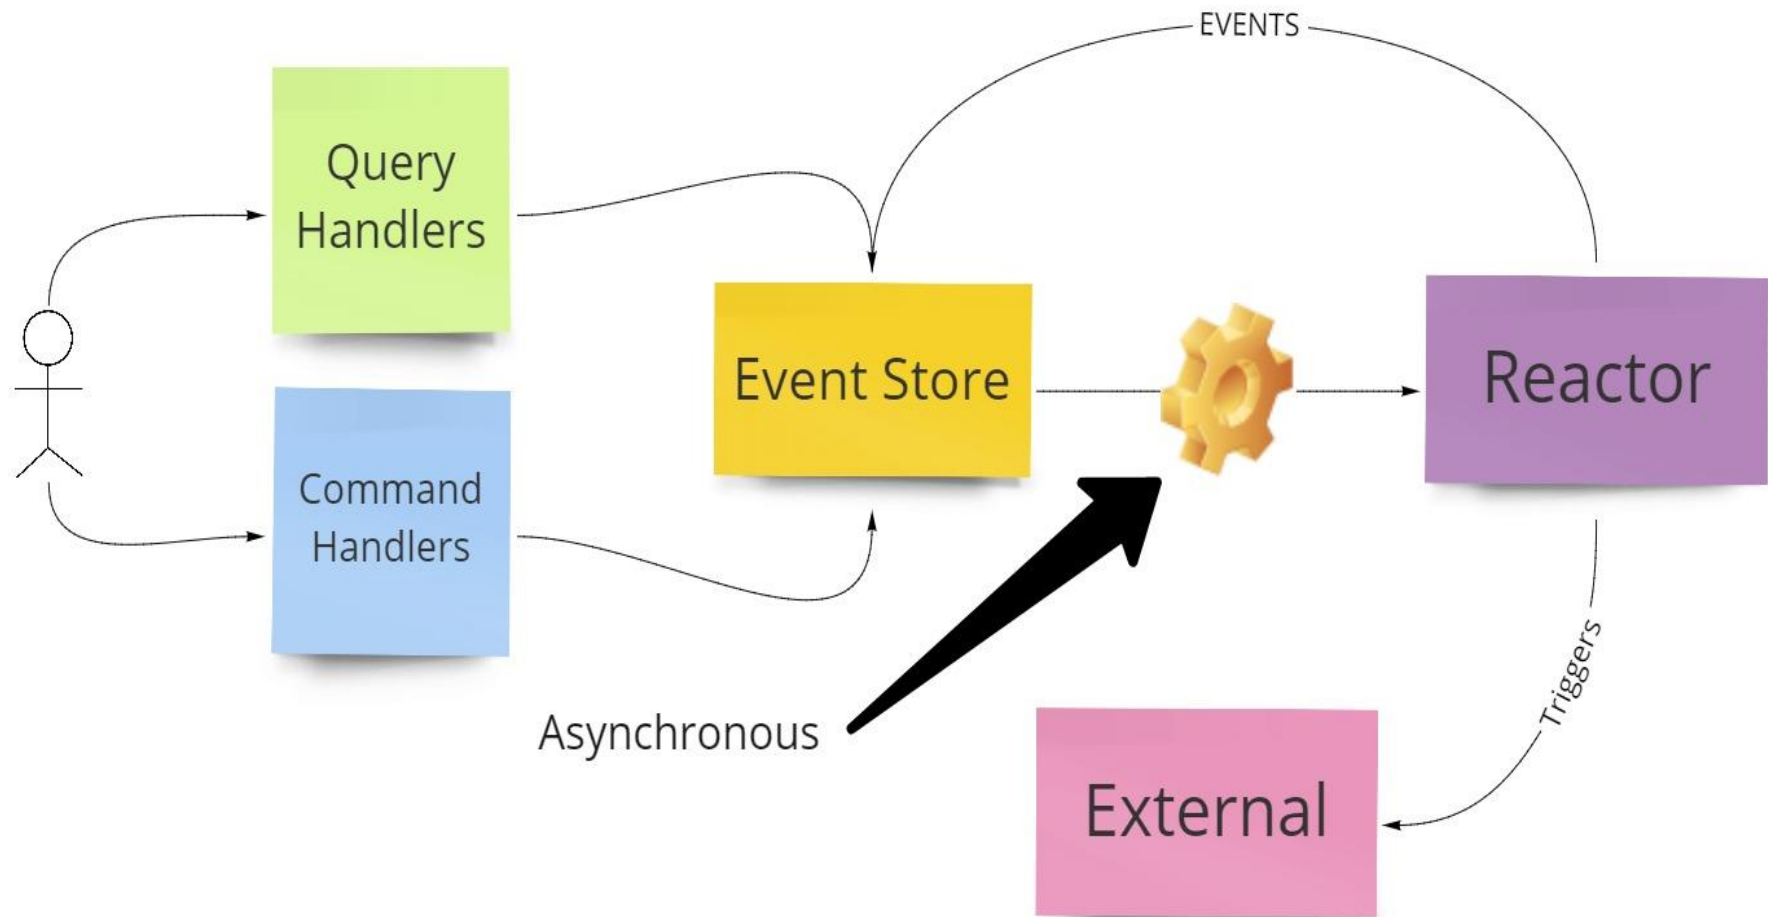 EVENTS
Query
Handlers
Event Store
Reactor
Command
Handlers
Triggers
Asynchronous
External